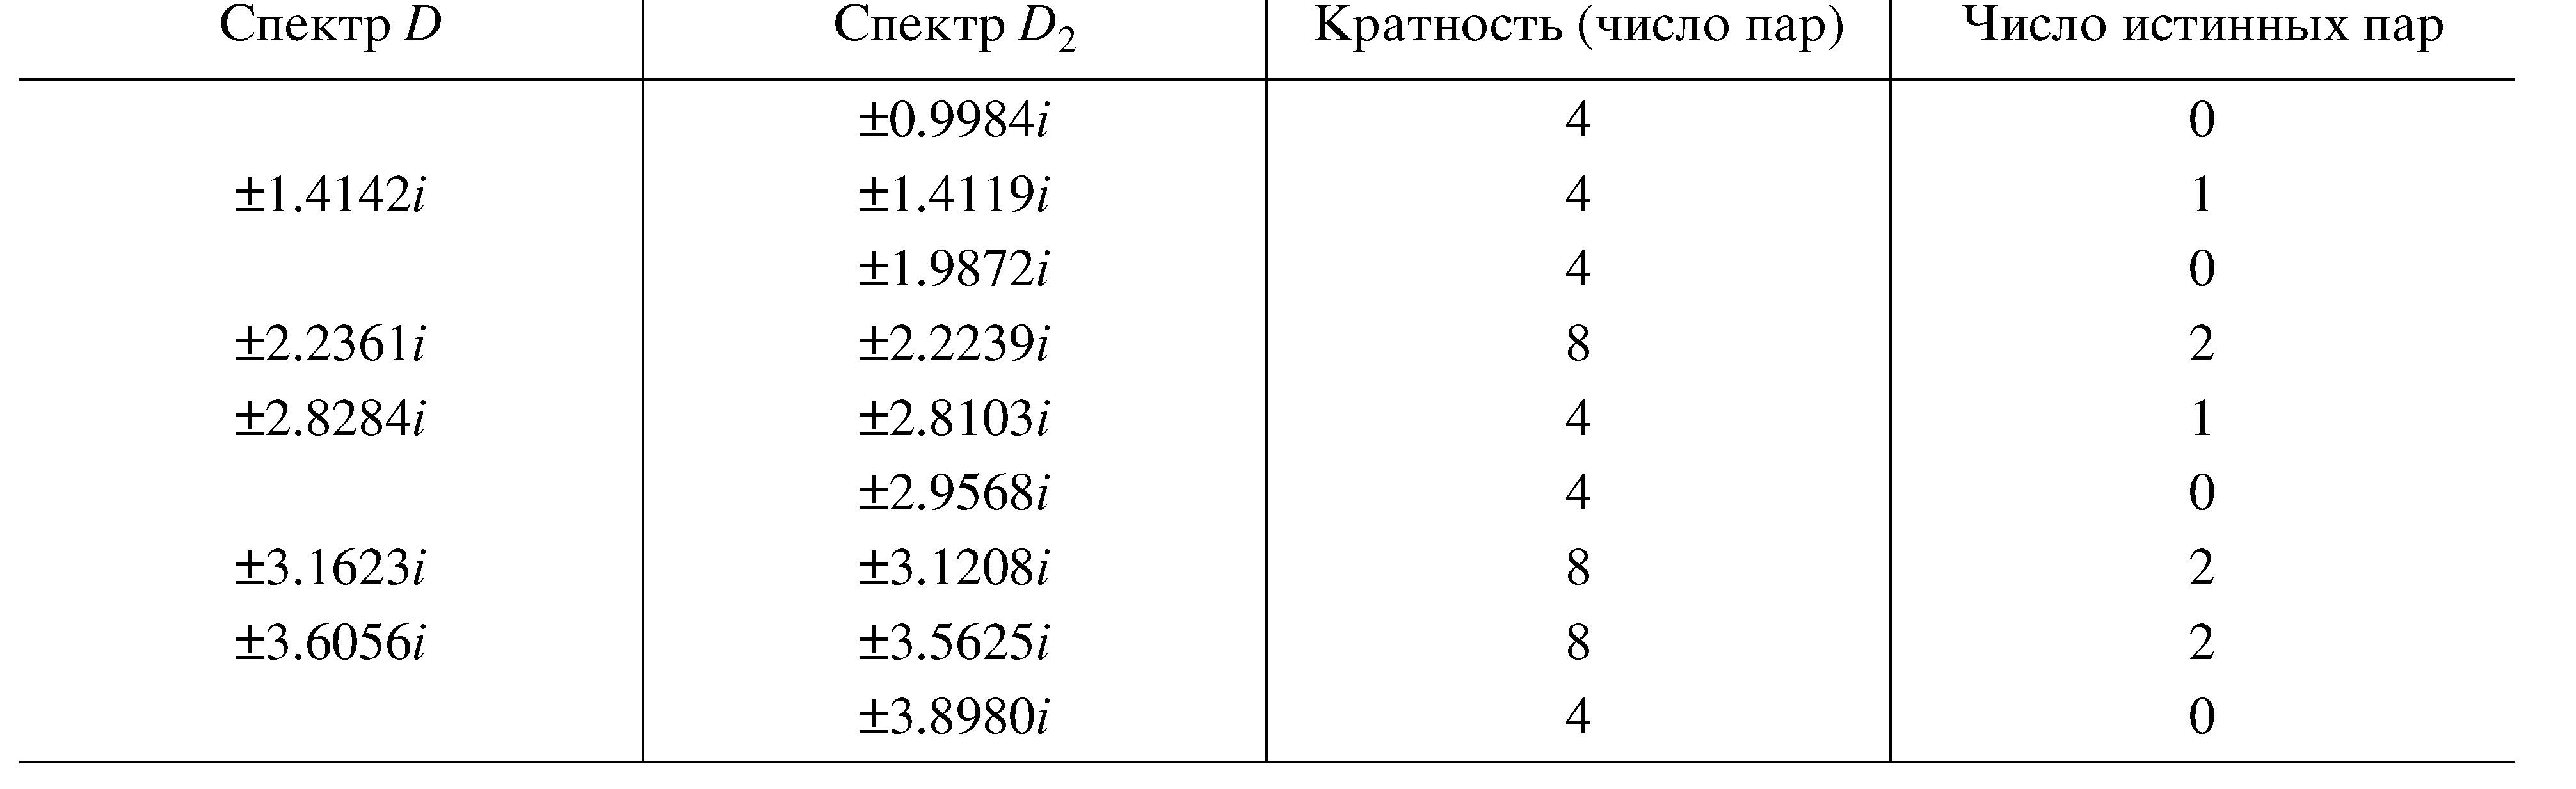 Спектр D Спектр D₂ Кратность (число пар) Число истинных пар
±0.9984i 4 0
±1.4142i ±1.4119i 4 1
±1.9872i 4 0
±2.2361i ±2.2239i 8 2
±2.8284i ±2.8103i 4 1
±2.9568i 4 0
±3.1623i ±3.1208i 8 2
±3.6056i ±3.5625i 8 2
±3.8980i 4 0